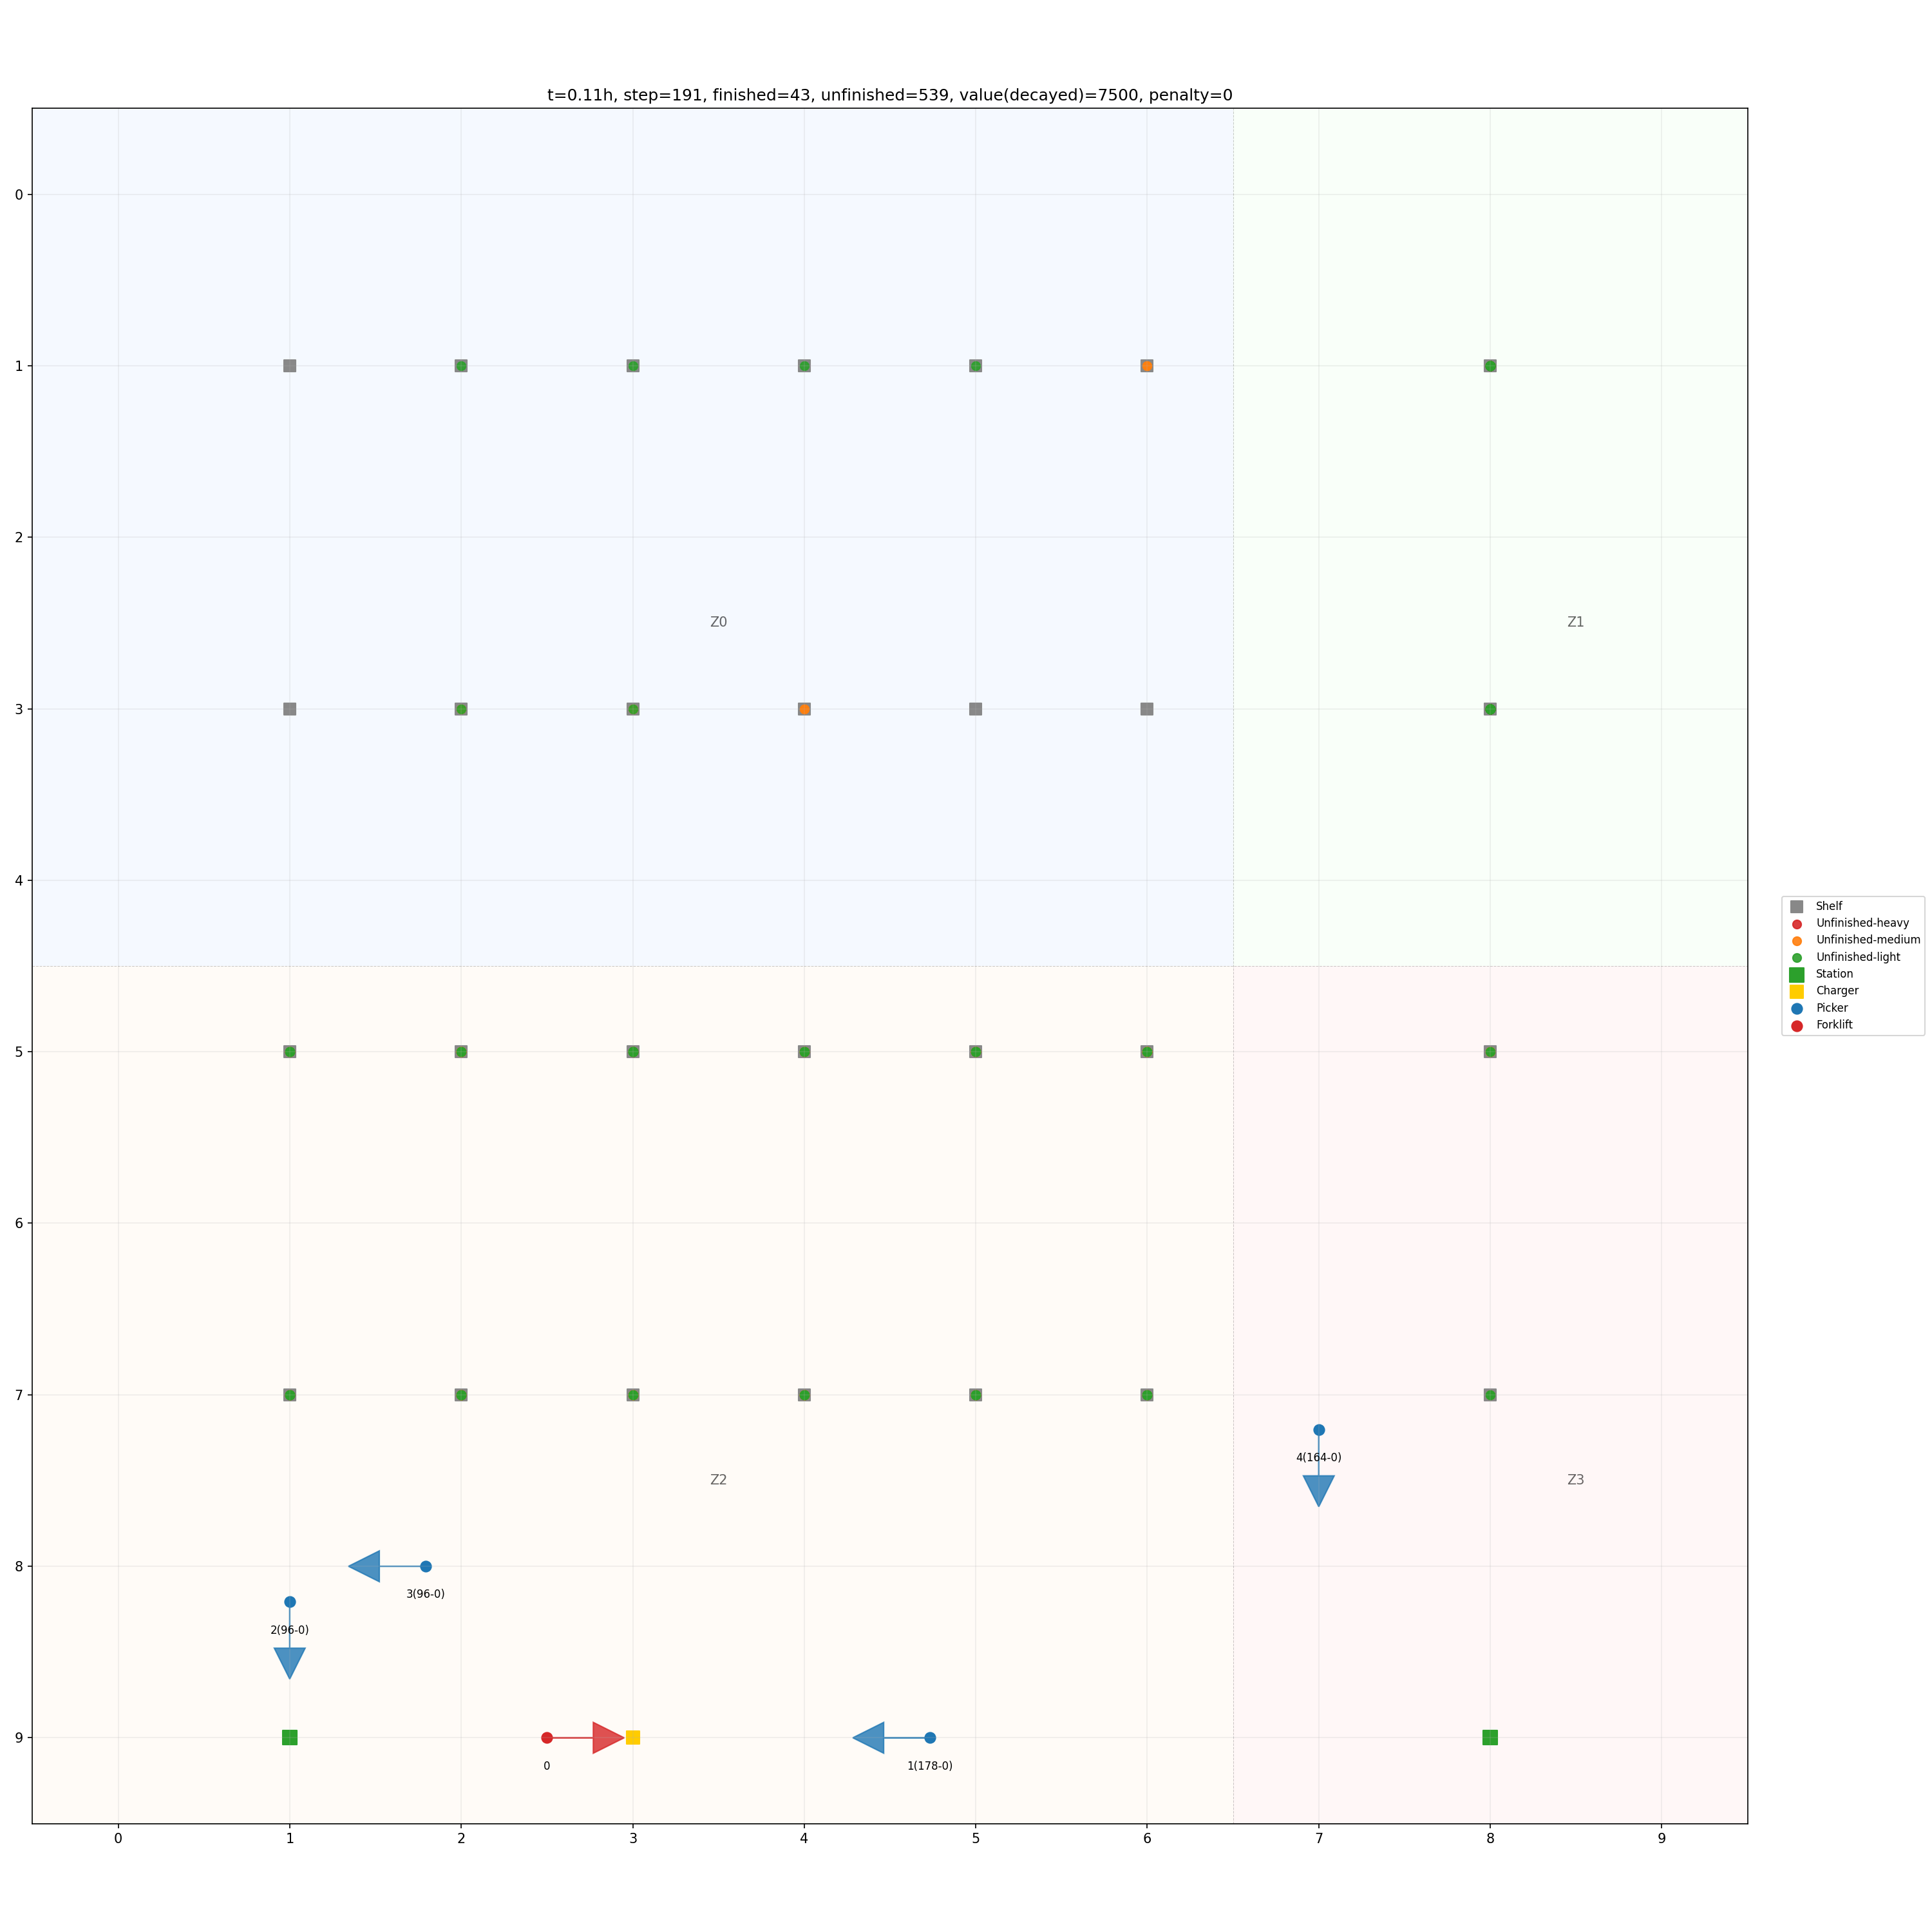 t=0.11h, step=191, finished=43, unfinished=539, value(decayed)=7500, penalty=0
0
1
2
Z0
Z1
3
4
Shelf
Unfinished-heavy
Unfinished-medium
Unfinished-light
Station
Charger
Picker
Forklift
5
6
7
4(164-0)
Z2
Z3
8
3(96-0)
2(96-0)
9
0
1(178-0)
0 1 2 3 4 5 6 7 8 9